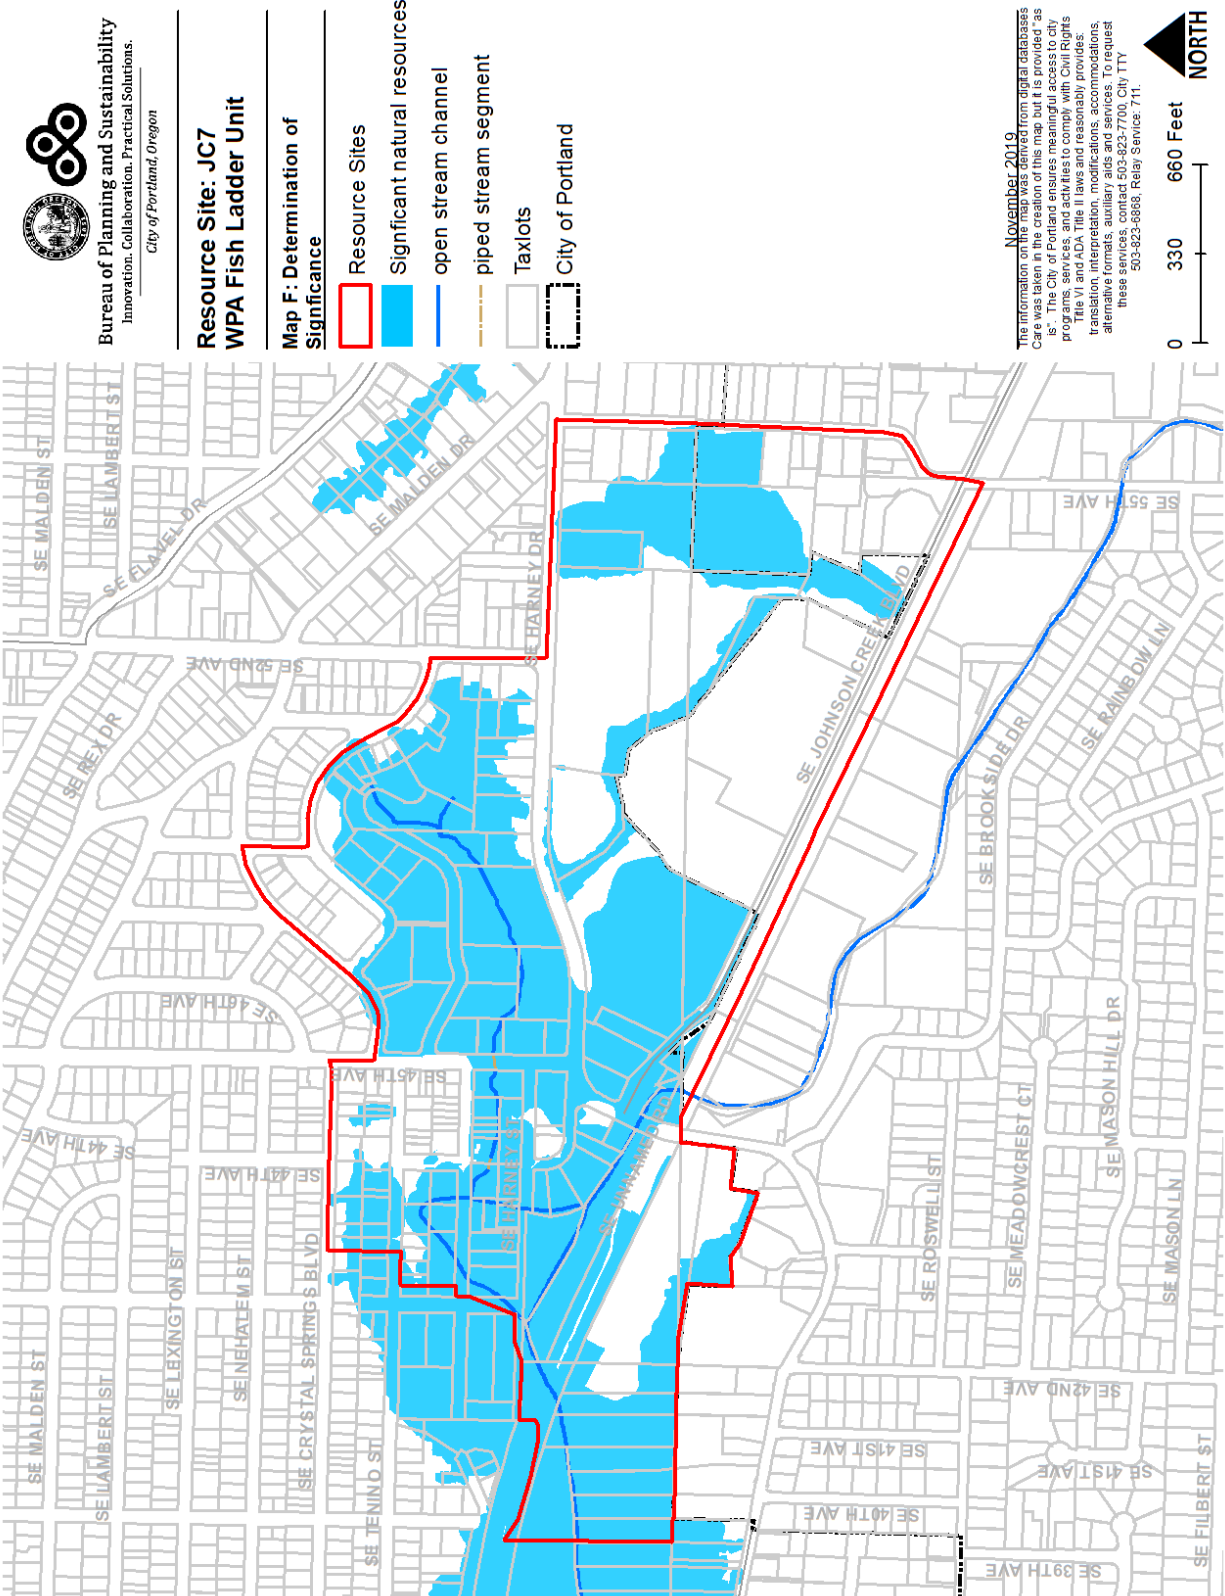 Bureau of Planning and Sustainability
Innovation. Collaboration. Practical Solutions.
City of Portland, Oregon
Resource Site: JC7
WPA Fish Ladder Unit
Map F: Determination of
Signficance
Resource Sites
Signficant natural resources
open stream channel
piped stream segment
Taxlots
City of Portland
November 2019
The information on the map was derived from digital databases
Care was taken in the creation of this map but it is provided "as
is". The City of Portland ensures meaningful access to city
programs, services, and activities to comply with Civil Rights
Title VI and ADA Title II laws and reasonably provides:
translation, interpretation, modifications, accommodations,
alternative formats, auxiliary aids and services. To request
these services, contact 503-823-7700, City TTY
503-823-6868, Relay Service: 711.
0 330 660 Feet
NORTH
SE MALDEN ST
SE LAMBERT ST
SE FLAVEL DR
SE MALDEN DR
SE HARNEY DR
SE 52ND AVE
SE REX DR
SE 55TH AVE
SE JOHNSON CREEK BLVD
SE RAINBOW LN
SE BROOKSIDE DR
SE 46TH AVE
SE 45TH AVE
SE 44TH AVE
SE 44TH AVE
SE HARNEY ST
SE HARNEY ST
SE UNNAMED RD
SE MASON HILL DR
SE MEADOWCREST CT
SE ROSWELL ST
SE MASON LN
SE LEXINGTON ST
SE NEHALEM ST
SE CRYSTAL SPRINGS BLVD
SE MALDEN ST
SE LAMBERT ST
SE TENINO ST
SE 42ND AVE
SE 41ST AVE
SE 41ST AVE
SE 40TH AVE
SE 39TH AVE
SE FILBERT ST